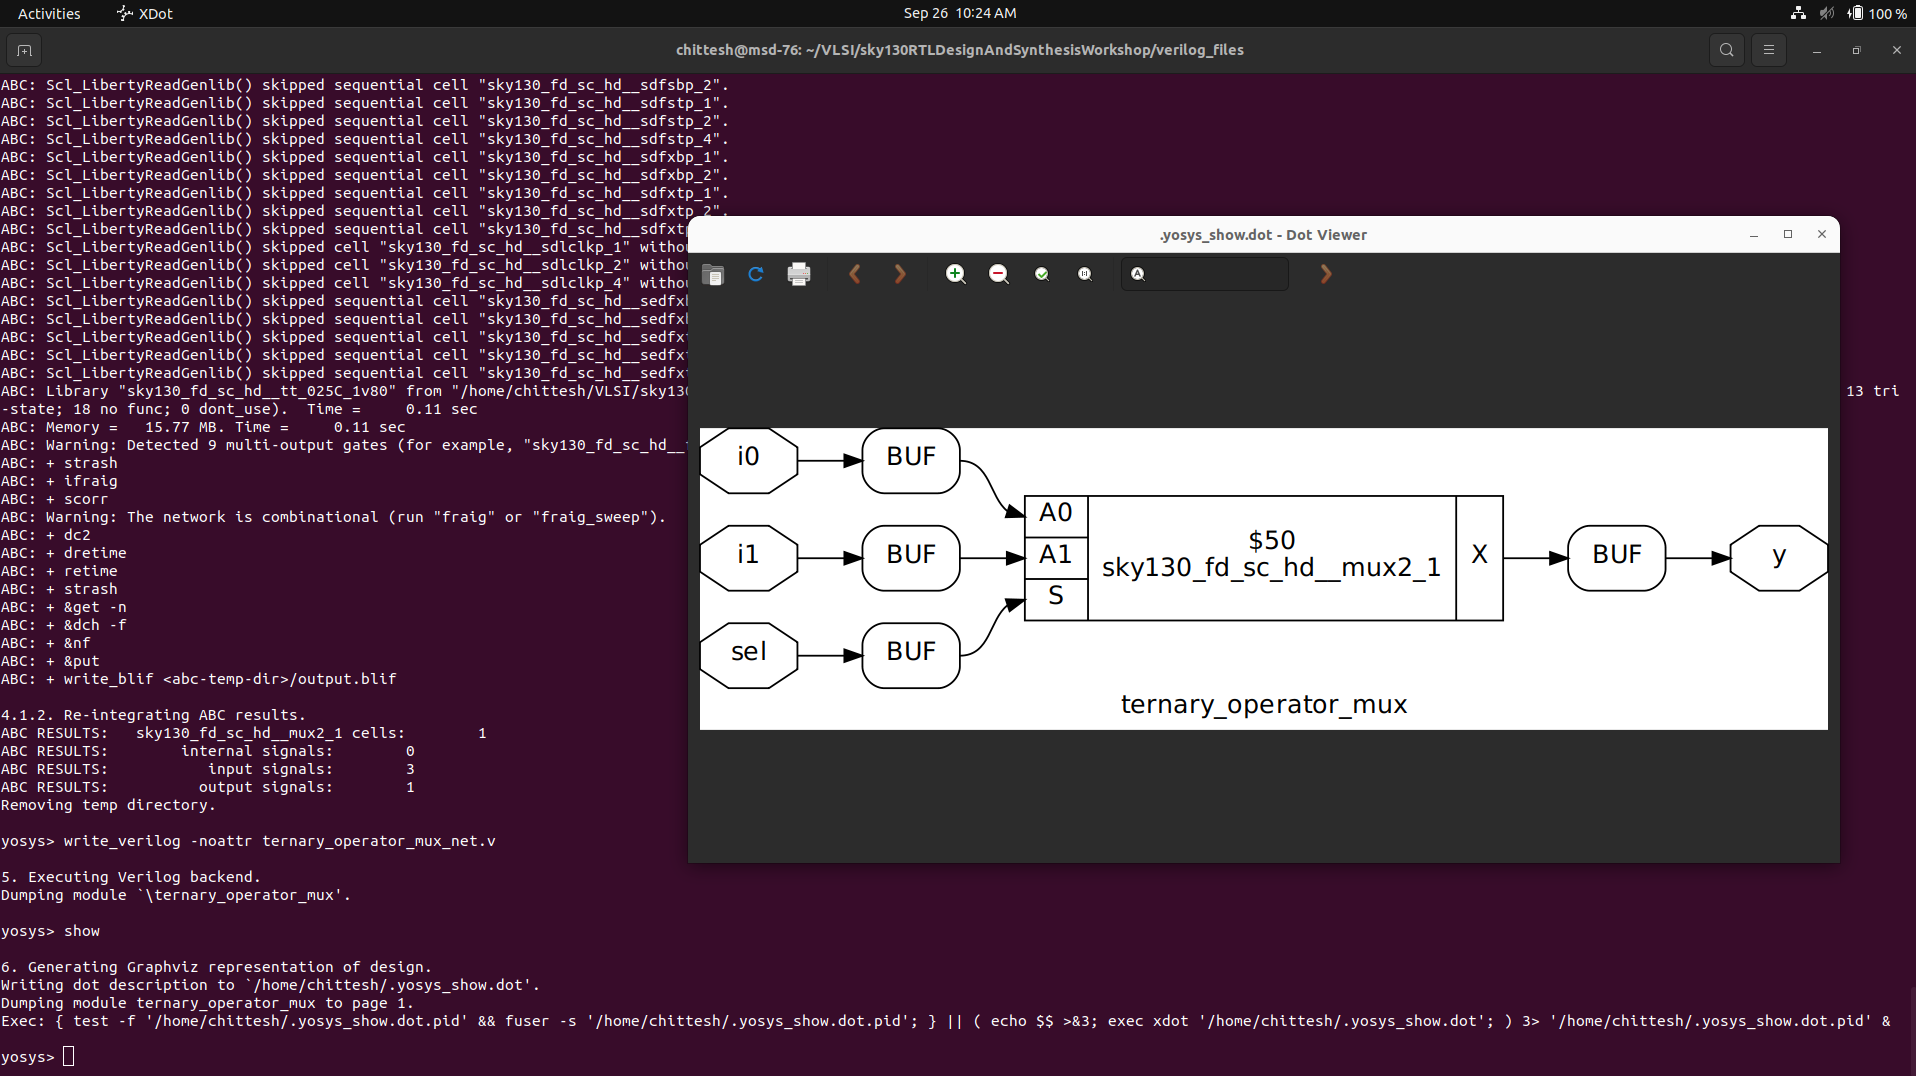 Activities XDot Sep 26 10:24 AM 100 %
chittesh@msd-76: ~/VLSI/sky130RTLDesignAndSynthesisWorkshop/verilog_files
ABC: Scl_LibertyReadGenlib() skipped sequential cell "sky130_fd_sc_hd__sdfsbp_2".
ABC: Scl_LibertyReadGenlib() skipped sequential cell "sky130_fd_sc_hd__sdfstp_1".
ABC: Scl_LibertyReadGenlib() skipped sequential cell "sky130_fd_sc_hd__sdfstp_2".
ABC: Scl_LibertyReadGenlib() skipped sequential cell "sky130_fd_sc_hd__sdfstp_4".
ABC: Scl_LibertyReadGenlib() skipped sequential cell "sky130_fd_sc_hd__sdfxbp_1".
ABC: Scl_LibertyReadGenlib() skipped sequential cell "sky130_fd_sc_hd__sdfxbp_2".
ABC: Scl_LibertyReadGenlib() skipped sequential cell "sky130_fd_sc_hd__sdfxtp_1".
ABC: Scl_LibertyReadGenlib() skipped sequential cell "sky130_fd_sc_hd__sdfxtp_2".
ABC: Scl_LibertyReadGenlib() skipped sequential cell "sky130_fd_sc_hd__sdfxt
ABC: Scl_LibertyReadGenlib() skipped cell "sky130_fd_sc_hd__sdlclkp_1" withou
ABC: Scl_LibertyReadGenlib() skipped cell "sky130_fd_sc_hd__sdlclkp_2" withou
ABC: Scl_LibertyReadGenlib() skipped cell "sky130_fd_sc_hd__sdlclkp_4" withou
ABC: Scl_LibertyReadGenlib() skipped sequential cell "sky130_fd_sc_hd__sedfx
ABC: Scl_LibertyReadGenlib() skipped sequential cell "sky130_fd_sc_hd__sedfx
ABC: Scl_LibertyReadGenlib() skipped sequential cell "sky130_fd_sc_hd__sedfx
ABC: Scl_LibertyReadGenlib() skipped sequential cell "sky130_fd_sc_hd__sedfx
ABC: Scl_LibertyReadGenlib() skipped sequential cell "sky130_fd_sc_hd__sedfx
ABC: Library "sky130_fd_sc_hd__tt_025C_1v80" from "/home/chittesh/VLSI/sky13 13 tri
-state; 18 no func; 0 dont_use). Time = 0.11 sec
ABC: Memory = 15.77 MB. Time = 0.11 sec
ABC: Warning: Detected 9 multi-output gates (for example, "sky130_fd_sc_hd__
ABC: + strash
ABC: + ifraig
ABC: + scorr
ABC: Warning: The network is combinational (run "fraig" or "fraig_sweep").
ABC: + dc2
ABC: + dretime
ABC: + retime
ABC: + strash
ABC: + &get -n
ABC: + &dch -f
ABC: + &nf
ABC: + &put
ABC: + write_blif <abc-temp-dir>/output.blif
4.1.2. Re-integrating ABC results.
ABC RESULTS: sky130_fd_sc_hd__mux2_1 cells: 1
ABC RESULTS: internal signals: 0
ABC RESULTS: input signals: 3
ABC RESULTS: output signals: 1
Removing temp directory.
yosys> write_verilog -noattr ternary_operator_mux_net.v
5. Executing Verilog backend.
Dumping module `\ternary_operator_mux'.
yosys> show
6. Generating Graphviz representation of design.
Writing dot description to `/home/chittesh/.yosys_show.dot'.
Dumping module ternary_operator_mux to page 1.
Exec: { test -f '/home/chittesh/.yosys_show.dot.pid' && fuser -s '/home/chittesh/.yosys_show.dot.pid'; } || ( echo $$ >&3; exec xdot '/home/chittesh/.yosys_show.dot'; ) 3> '/home/chittesh/.yosys_show.dot.pid' &
yosys>
.yosys_show.dot - Dot Viewer
i0 BUF
A0
i1 BUF A1 $50 X BUF y
sky130_fd_sc_hd__mux2_1
S
sel BUF
ternary_operator_mux